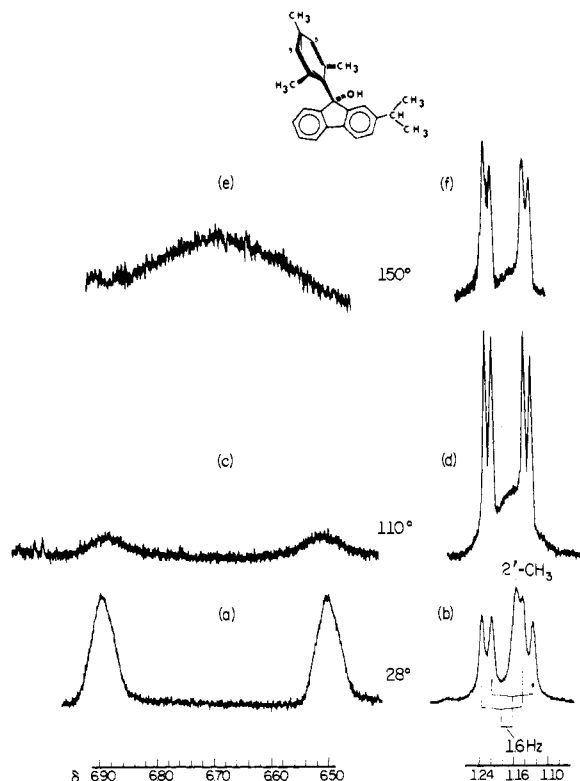 CH₃
CH₃
H₃C
OH
CH₃
CH
CH₃
(e)
(f)
150°
(c)
(d)
110°
2'-CH₃
(a)
(b)
28°
1.6Hz
δ 6.90 6.80 6.70 6.60 6.50
1.24 1.16 1.10